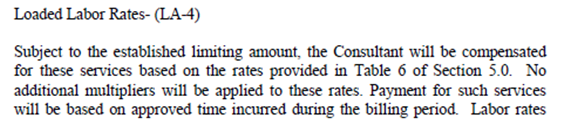 Loaded Labor Rates- (LA-4)
Subject to the established limiting amount, the Consultant will be compensated
for these services based on the rates provided in Table 6 of Section 5.0.  No
additional multipliers will be applied to these rates. Payment for such services
will be based on approved time incurred during the billing period.  Labor rates